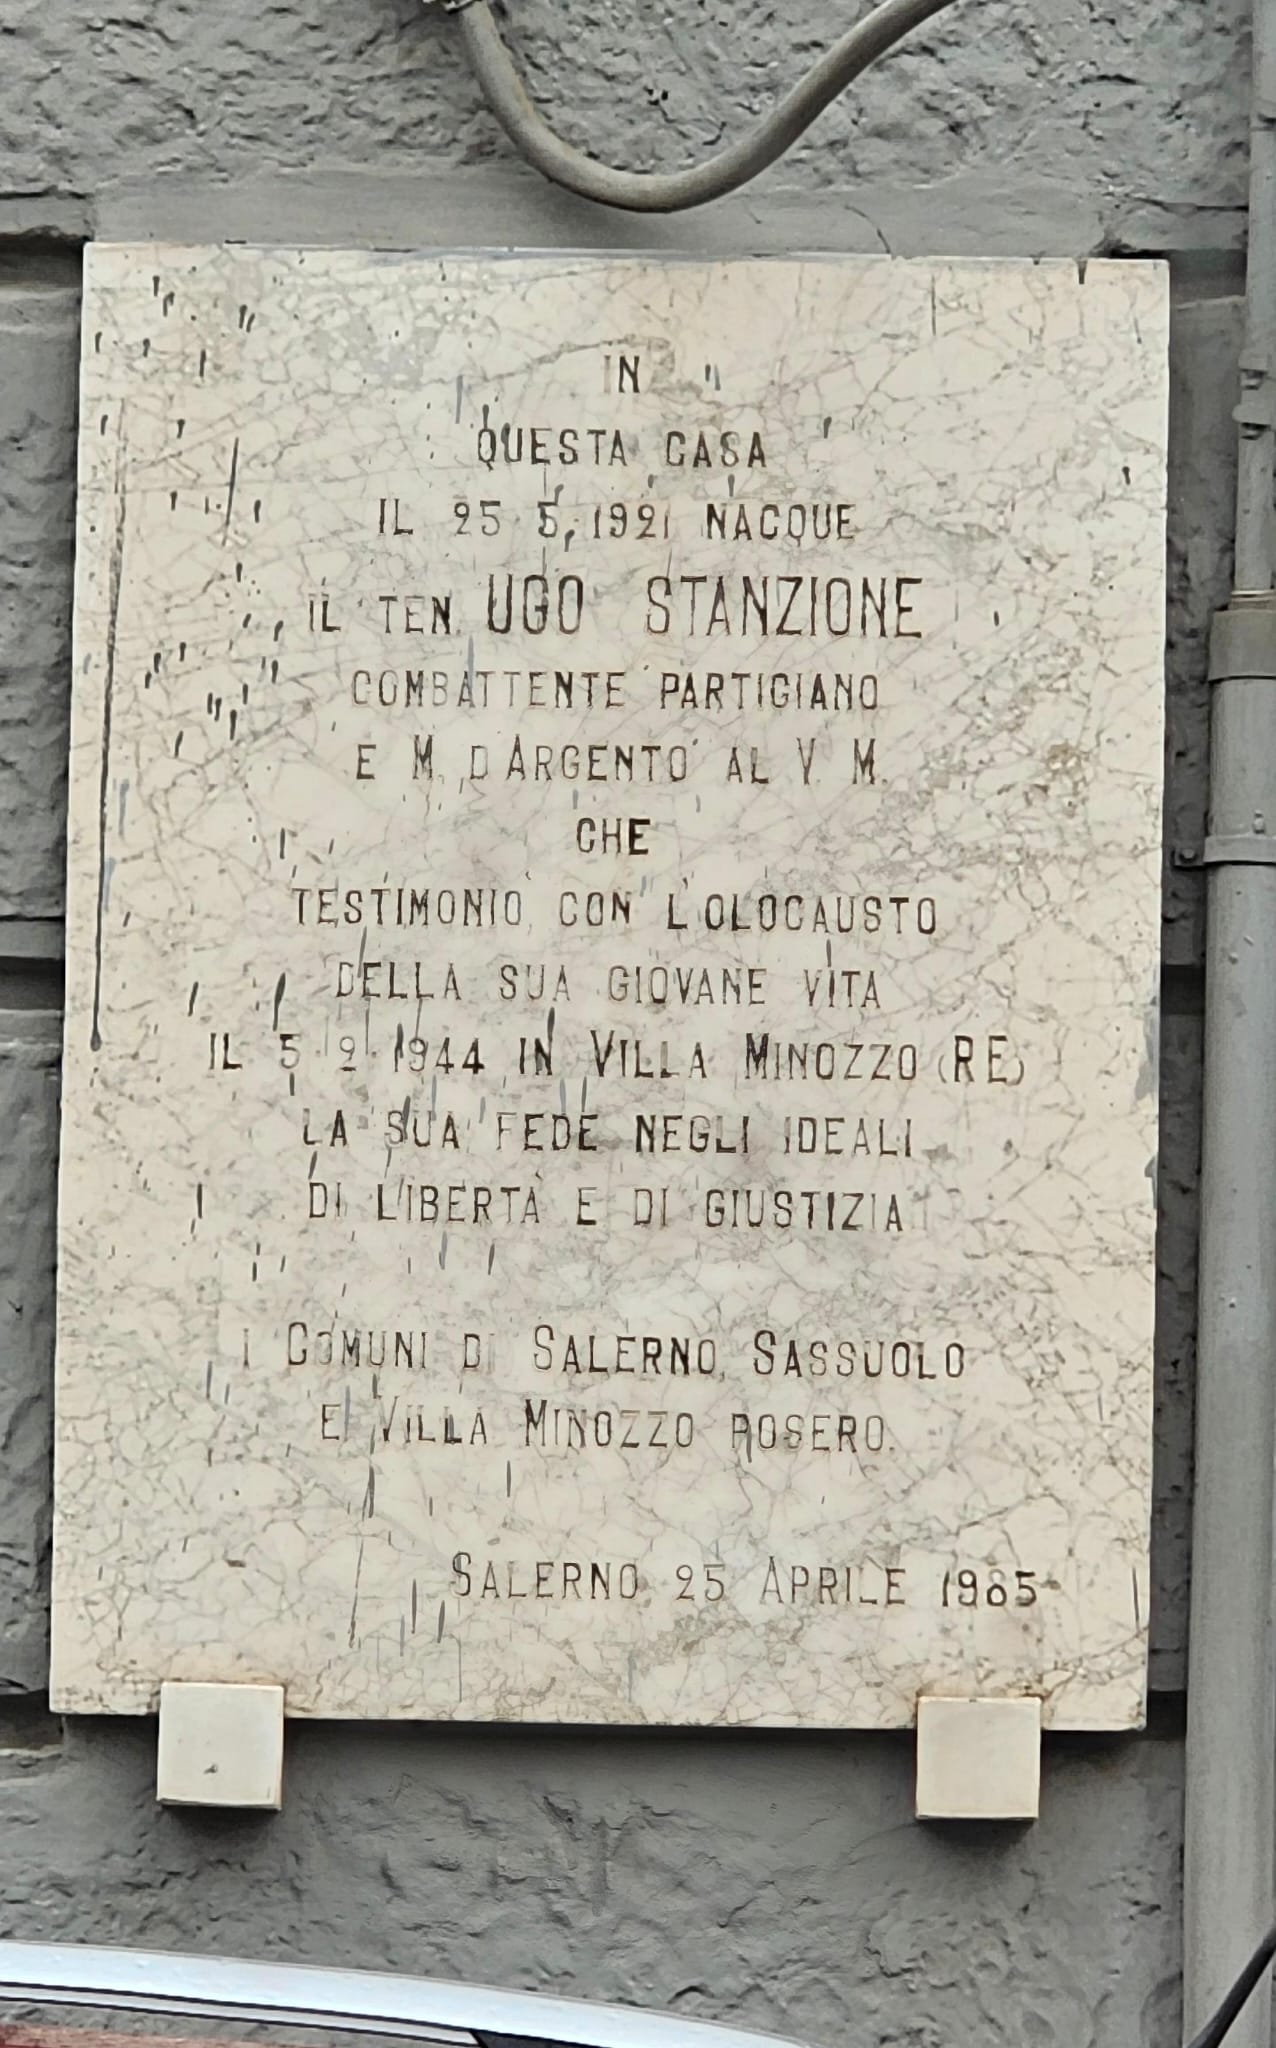 IN
QUESTA CASA
IL 25 5 1921 NACQUE
IL TEN. UGO STANZIONE
COMBATTENTE PARTIGIANO
E M. D'ARGENTO AL V. M.
CHE
TESTIMONIÒ CON L'OLOCAUSTO
DELLA SUA GIOVANE VITA
IL 5 2 1944 IN VILLA MINOZZO (RE)
LA SUA FEDE NEGLI IDEALI
DI LIBERTÀ E DI GIUSTIZIA
I COMUNI DI SALERNO, SASSUOLO
E VILLA MINOZZO POSERO.
SALERNO 25 APRILE 1985